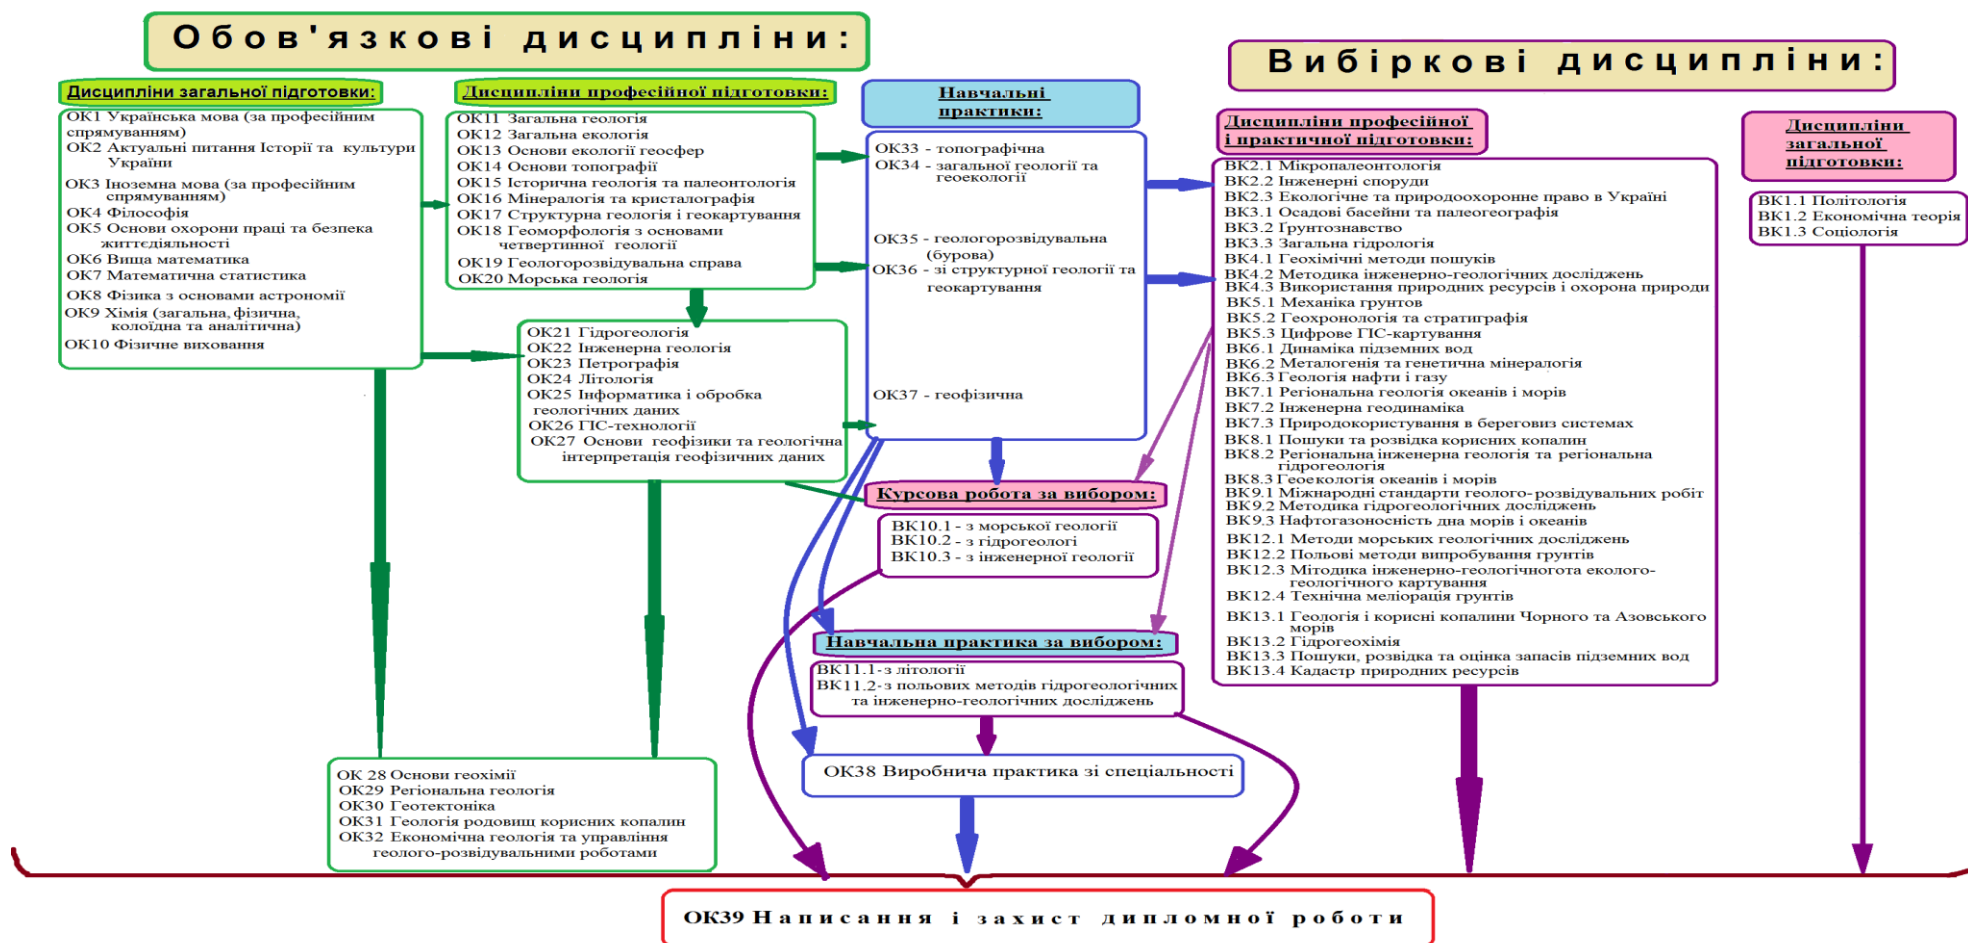 Обов'язкові дисципліни:
Дисципліни загальної підготовки:
ОК1 Українська мова (за професійним
спрямуванням)
ОК2 Актуальні питання Історії та культури
України
ОК3 Іноземна мова (за професійним
спрямуванням)
ОК4 Філософія
ОК5 Основи охорони праці та безпека
життєдіяльності
ОК6 Вища математика
ОК7 Математична статистика
ОК8 Фізика з основами астрономії
ОК9 Хімія (загальна, фізична,
колоїдна та аналітична)
ОК10 Фізичне виховання
Дисципліни професійної підготовки:
ОК11 Загальна геологія
ОК12 Загальна екологія
ОК13 Основи екології геосфер
ОК14 Основи топографії
ОК15 Історична геологія та палеонтологія
ОК16 Мінералогія та кристалографія
ОК17 Структурна геологія і геокартування
ОК18 Геоморфологія з основами
четвертинної геології
ОК19 Геологорозвідувальна справа
ОК20 Морська геологія
ОК21 Гідрогеологія
ОК22 Інженерна геологія
ОК23 Петрографія
ОК24 Літологія
ОК25 Інформатика і обробка
геологічних даних
ОК26 ГІС-технології
ОК27 Основи геофізики та геологічна
інтерпретація геофізичних даних
ОК 28 Основи геохімії
ОК29 Регіональна геологія
ОК30 Геотектоніка
ОК31 Геологія родовищ корисних копалин
ОК32 Економічна геологія та управління
геолого-розвідувальними роботами
Навчальні
практики:
ОК33 - топографічна
ОК34 - загальної геології та
геоекології
ОК35 - геологорозвідувальна
(бурова)
ОК36 - зі структурної геології та
геокартування
ОК37 - геофізична
Курсова робота за вибором:
ВК10.1 - з морської геології
ВК10.2 - з гідрогеологі
ВК10.3 - з інженерної геології
Навчальна практика за вибором:
ВК11.1-з літології
ВК11.2-з польових методів гідрогеологічних
та інженерно-геологічних досліджень
ОК38 Виробнича практика зі спеціальності
Вибіркові дисципліни:
Дисципліни професійної
і практичної підготовки:
ВК2.1 Мікропалеонтологія
ВК2.2 Інженерні споруди
ВК2.3 Екологічне та природоохоронне право в Україні
ВК3.1 Осадові басейни та палеогеографія
ВК3.2 Грунтознавство
ВК3.3 Загальна гідрологія
ВК4.1 Геохімічні методи пошуків
ВК4.2 Методика інженерно-геологічних досліджень
ВК4.3 Використання природних ресурсів і охорона природи
ВК5.1 Механіка грунтов
ВК5.2 Геохронологія та стратиграфія
ВК5.3 Цифрове ГІС-картування
ВК6.1 Динаміка підземних вод
ВК6.2 Металогенія та генетична мінералогія
ВК6.3 Геологія нафти і газу
ВК7.1 Регіональна геологія океанів і морів
ВК7.2 Інженерна геодинаміка
ВК7.3 Природокористування в береговиз системах
ВК8.1 Пошуки та розвідка корисних копалин
ВК8.2 Регіональна інженерна геологія та регіональна
гідрогеологія
ВК8.3 Геоекологія океанів і морів
ВК9.1 Міжнародні стандарти геолого-розвідувальних робіт
ВК9.2 Методика гідрогеологічних досліджень
ВК9.3 Нафтогазоносність дна морів і океанів
ВК12.1 Методи морських геологічних досліджень
ВК12.2 Польові методи випробування грунтів
ВК12.3 Мітодика інженерно-геологічногота еколого-
геологічного картування
ВК12.4 Технічна меліорація грунтів
ВК13.1 Геологія і корисні копалини Чорного та Азовського
морів
ВК13.2 Гідрогеохімія
ВК13.3 Пошуки, розвідка та оцінка запасів підземних вод
ВК13.4 Кадастр природних ресурсів
Дисципліни
загальної
підготовки:
ВК1.1 Політологія
ВК1.2 Економічна теорія
ВК1.3 Соціологія
ОК39 Написання і захист дипломної роботи